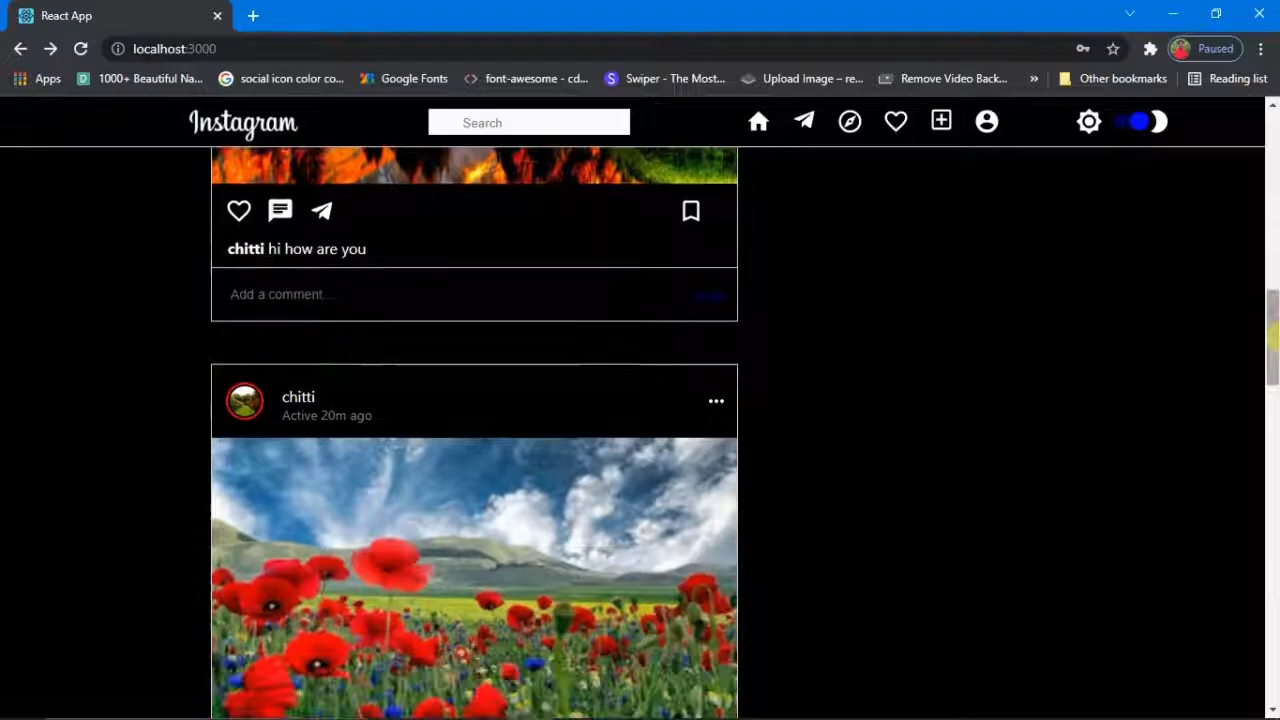 React App
localhost:3000
Paused
Apps
1000+ Beautiful Na...
social icon color co...
Google Fonts
font-awesome - cd...
Swiper - The Most...
Upload Image – re...
Remove Video Back...
»
Other bookmarks
Reading list
Instagram
Search
chitti hi how are you
Add a comment...
chitti
Active 20m ago